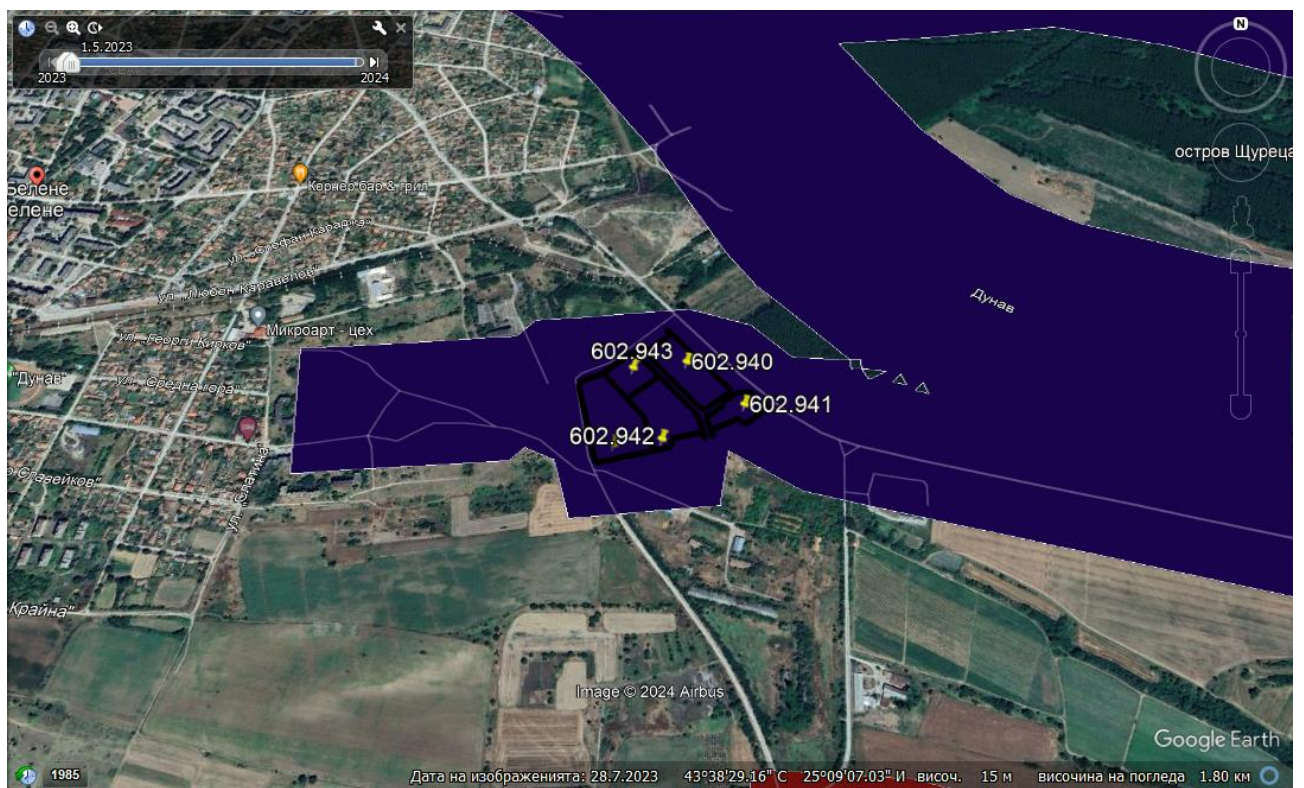 1.5.2023
2023
2024
N
остров Щуреца
Белене
елене
Корнер бар & грил
ул. „Стефан Караджа"
ул. „Любен Каравелов"
Дунав
Микроарт - цех
ул. „Георги Кирков"
602.943
602.940
"Дунав"
ул. „Средна гора"
602.941
602.942
Славейков"
ул. „Слатина"
Крайна"
Image © 2024 Airbus
Google Earth
1985
Дата на изображенията: 28.7.2023 43°38'29.16" С 25°09'07.03" И височ. 15 м височина на погледа 1.80 км